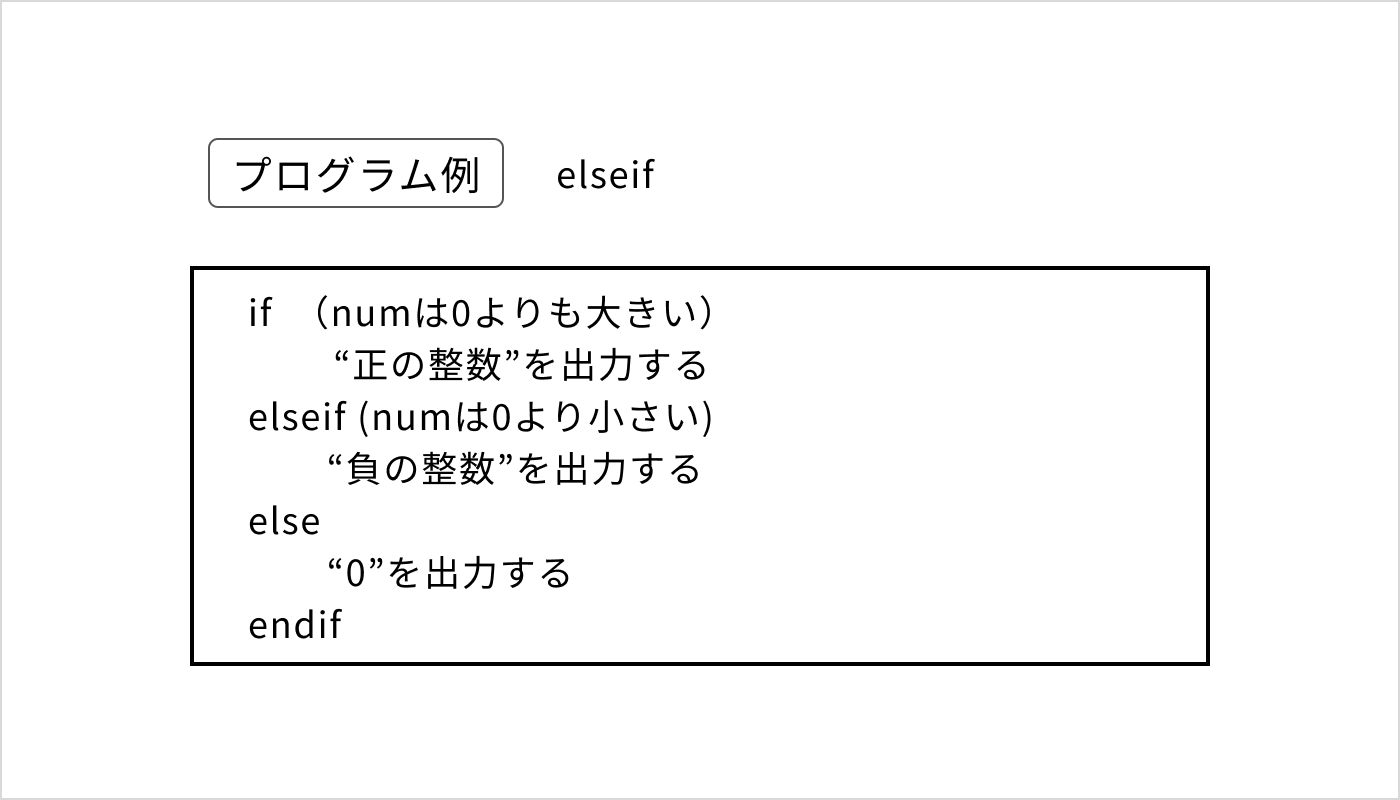 プログラム例 elseif
if （numは0よりも大きい）
“正の整数”を出力する
elseif (numは0より小さい)
“負の整数”を出力する
else
“0”を出力する
endif